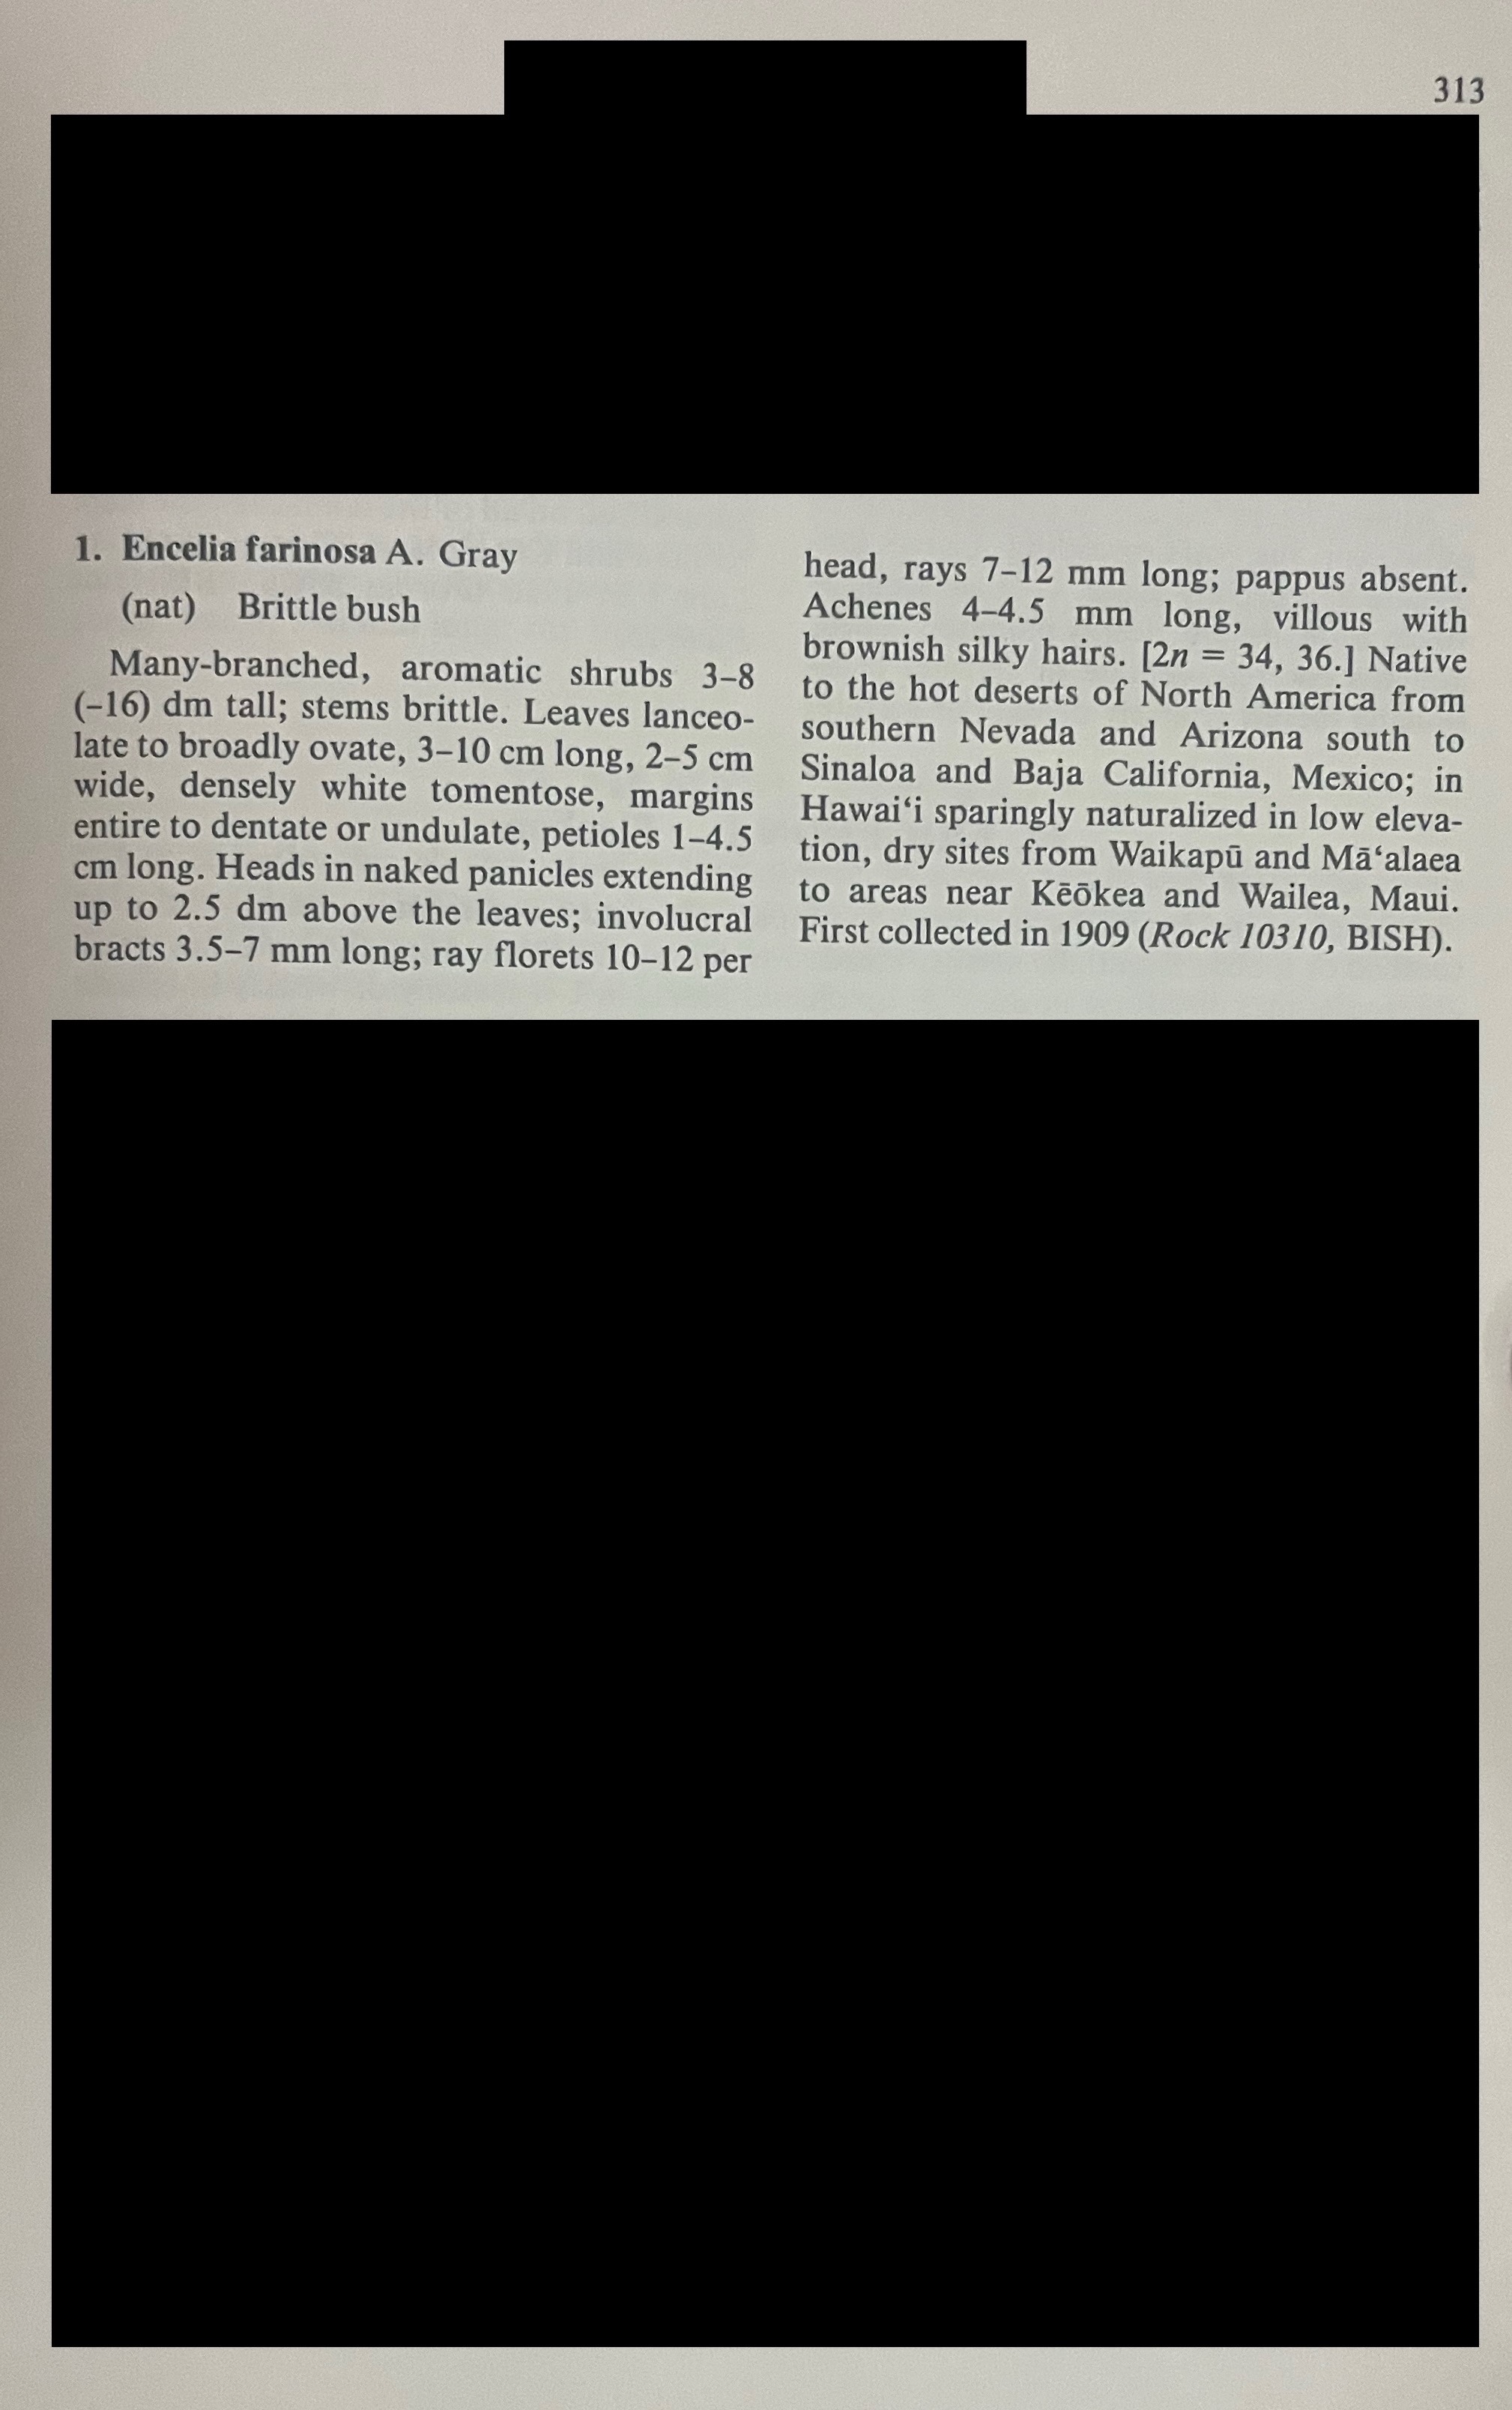 313
1. Encelia farinosa A. Gray
(nat) Brittle bush
Many-branched, aromatic shrubs 3–8
(–16) dm tall; stems brittle. Leaves lanceo-
late to broadly ovate, 3–10 cm long, 2–5 cm
wide, densely white tomentose, margins
entire to dentate or undulate, petioles 1–4.5
cm long. Heads in naked panicles extending
up to 2.5 dm above the leaves; involucral
bracts 3.5–7 mm long; ray florets 10–12 per
head, rays 7–12 mm long; pappus absent.
Achenes 4–4.5 mm long, villous with
brownish silky hairs. [2n = 34, 36.] Native
to the hot deserts of North America from
southern Nevada and Arizona south to
Sinaloa and Baja California, Mexico; in
Hawai‘i sparingly naturalized in low eleva-
tion, dry sites from Waikapū and Mā‘alaea
to areas near Kēōkea and Wailea, Maui.
First collected in 1909 (Rock 10310, BISH).